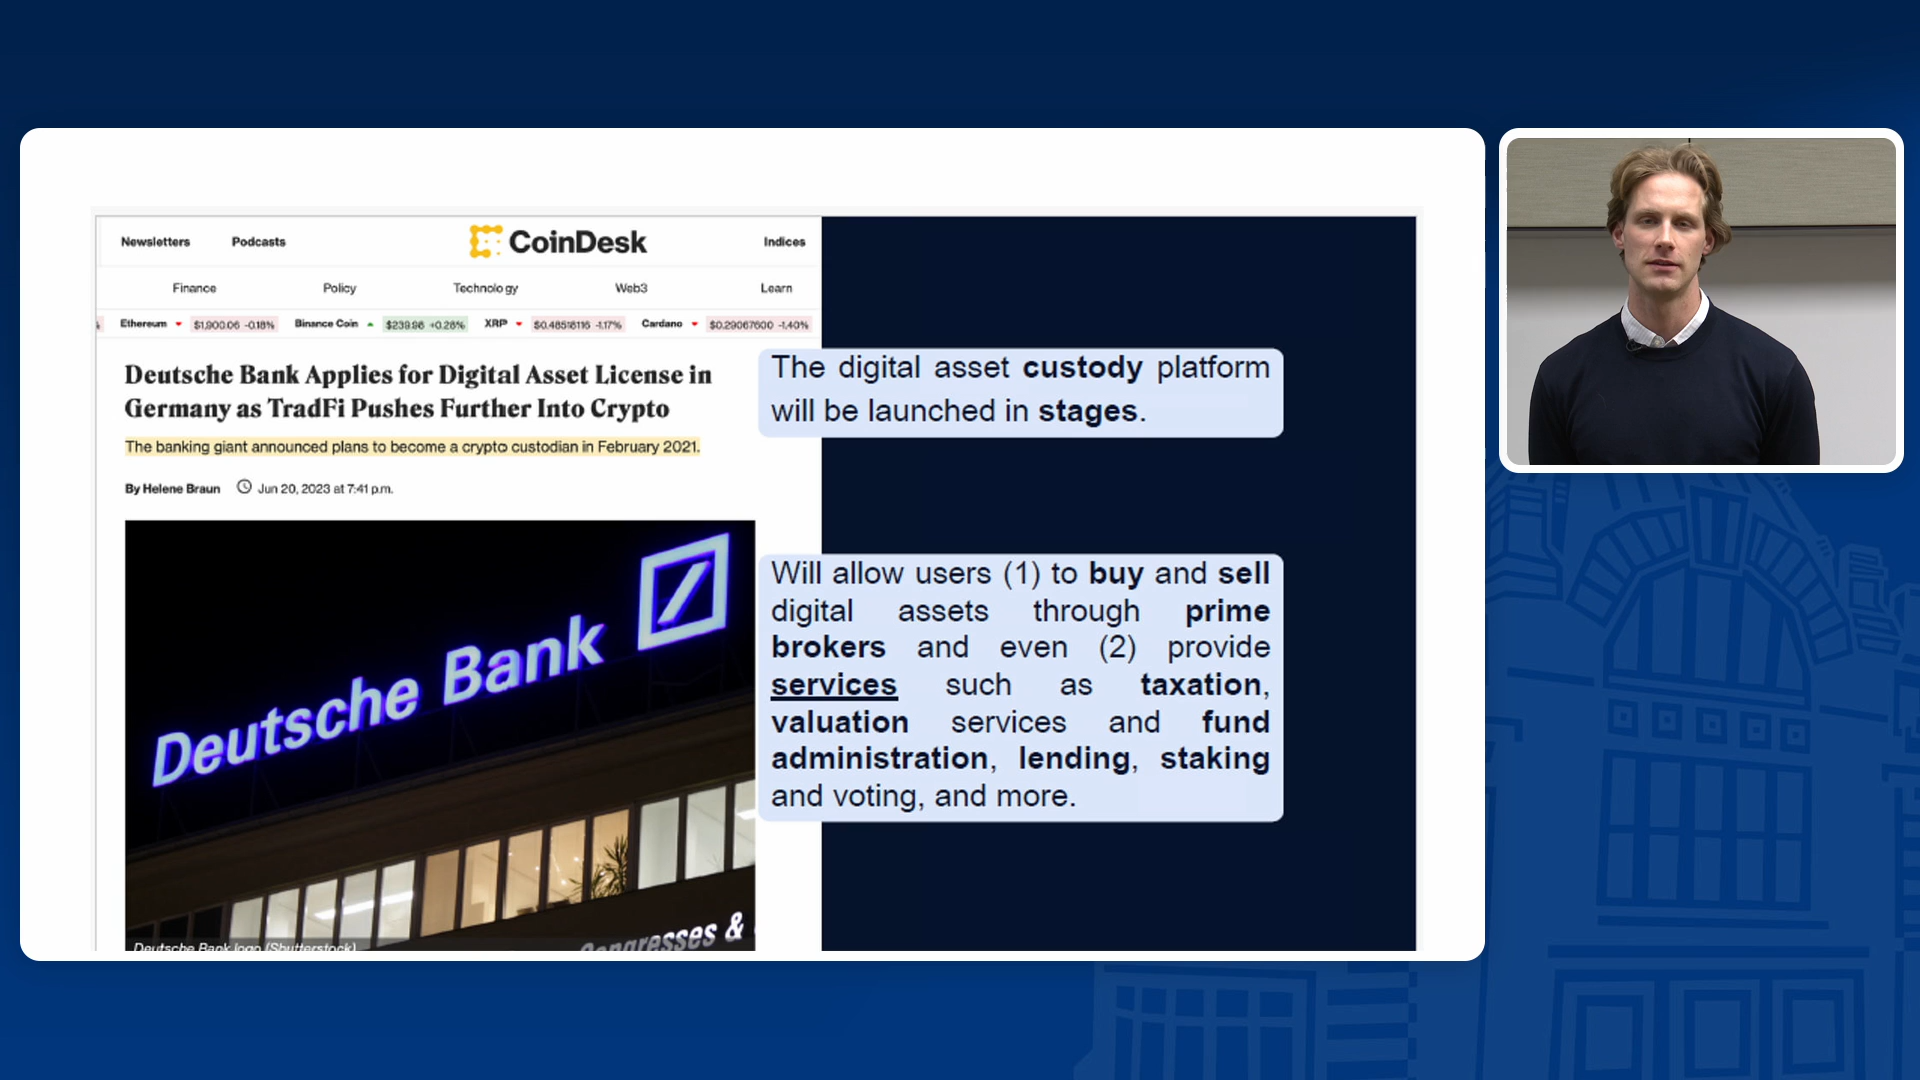 Newsletters Podcasts CoinDesk Indices
Finance Policy Technology Web3 Learn
Ethereum $1,900.06 -0.18% Binance Coin $239.98 +0.28% XRP $0.48518116 -1.17% Cardano $0.29067600 -1.40%
Deutsche Bank Applies for Digital Asset License in
Germany as TradFi Pushes Further Into Crypto
The banking giant announced plans to become a crypto custodian in February 2021.
By Helene Braun Jun 20, 2023 at 7:41 p.m.
Deutsche Bank
Congresses &
Deutsche Bank logo (Shutterstock)
The digital asset custody platform
will be launched in stages.
Will allow users (1) to buy and sell
digital assets through prime
brokers and even (2) provide
services such as taxation,
valuation services and fund
administration, lending, staking
and voting, and more.